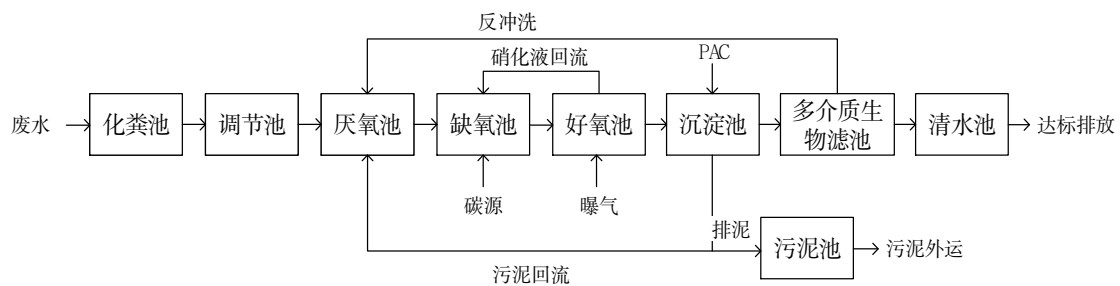 反冲洗
硝化液回流
PAC
废水
化粪池
调节池
厌氧池
缺氧池
好氧池
沉淀池
多介质生
物滤池
清水池
达标排放
碳源
曝气
排泥
污泥池
污泥外运
污泥回流